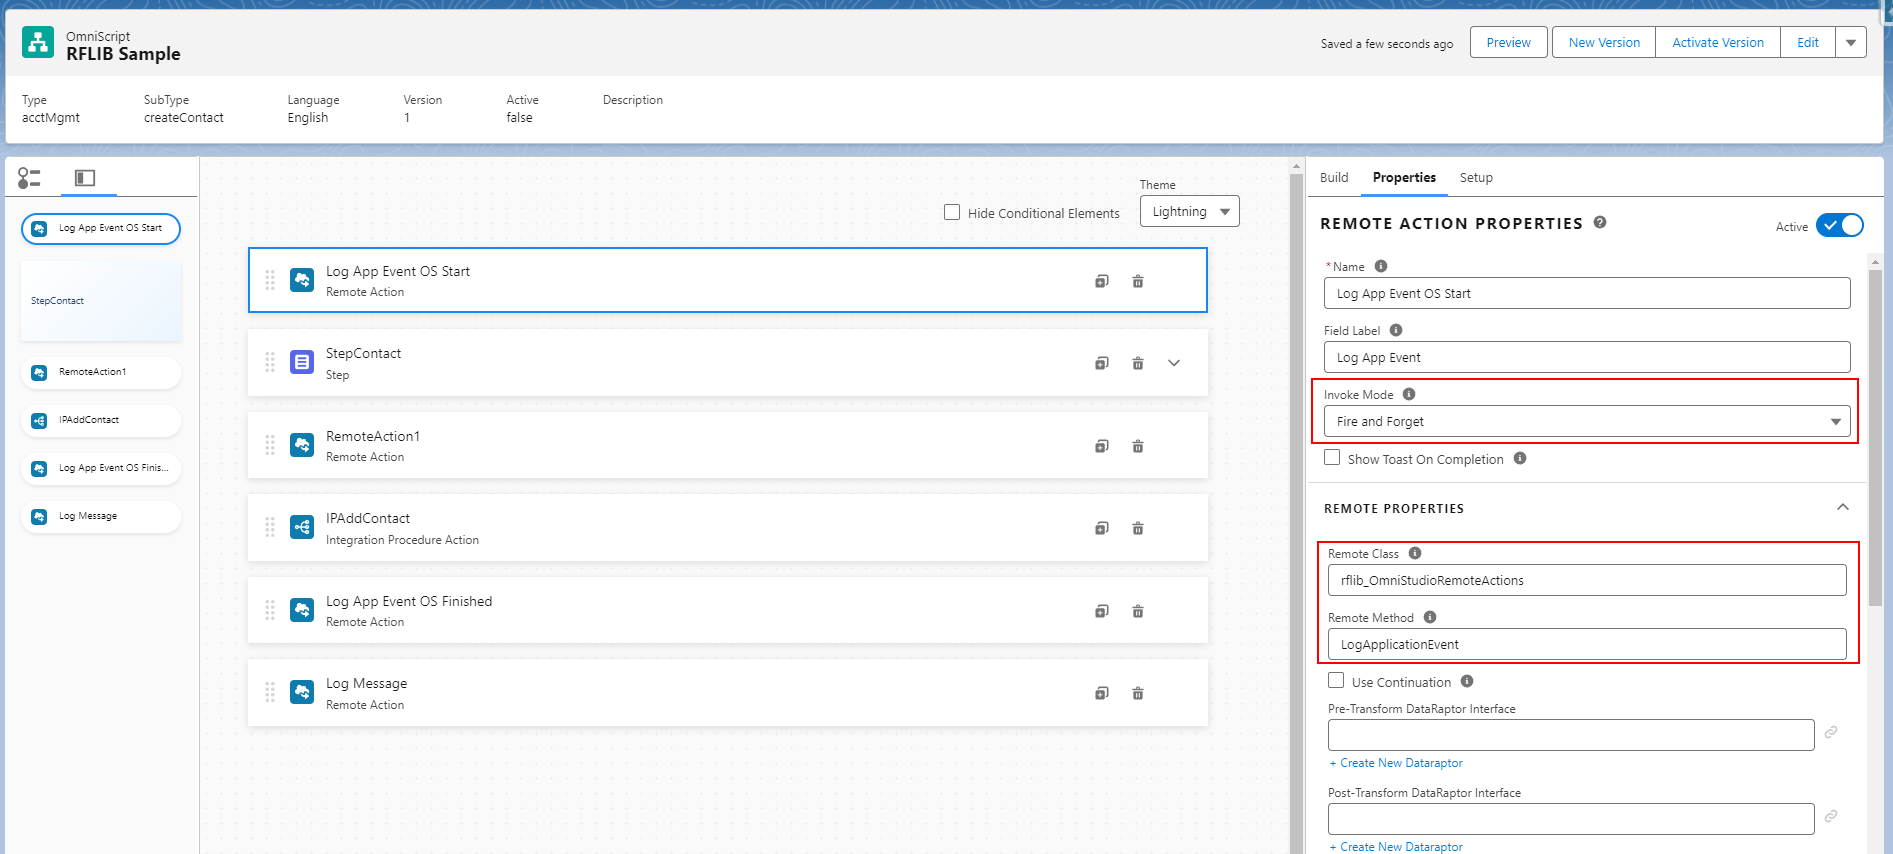 OmniScript
RFLIB Sample
Saved a few seconds ago
Preview
New Version
Activate Version
Edit
Type
acctMgmt
SubType
createContact
Language
English
Version
1
Active
false
Description
Log App Event OS Start
StepContact
RemoteAction1
IPAddContact
Log App Event OS Finis...
Log Message
Hide Conditional Elements
Theme
Lightning
Log App Event OS Start
Remote Action
StepContact
Step
RemoteAction1
Remote Action
IPAddContact
Integration Procedure Action
Log App Event OS Finished
Remote Action
Log Message
Remote Action
Build
Properties
Setup
REMOTE ACTION PROPERTIES
Active
*Name
Log App Event OS Start
Field Label
Log App Event
Invoke Mode
Fire and Forget
Show Toast On Completion
REMOTE PROPERTIES
Remote Class
rflib_OmniStudioRemoteActions
Remote Method
LogApplicationEvent
Use Continuation
Pre-Transform DataRaptor Interface
+ Create New Dataraptor
Post-Transform DataRaptor Interface
+ Create New Dataraptor